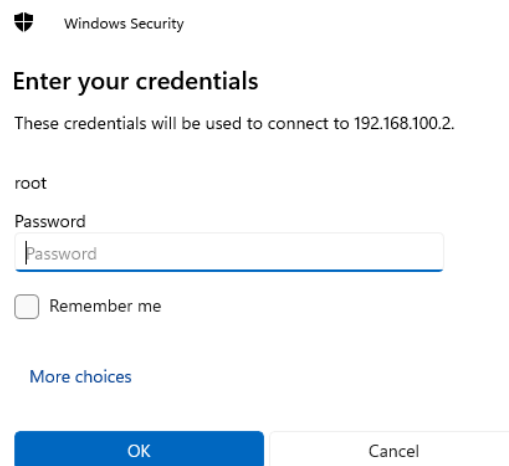 Windows Security
Enter your credentials
These credentials will be used to connect to 192.168.100.2.
root
Password
Password
Remember me
More choices
OK Cancel